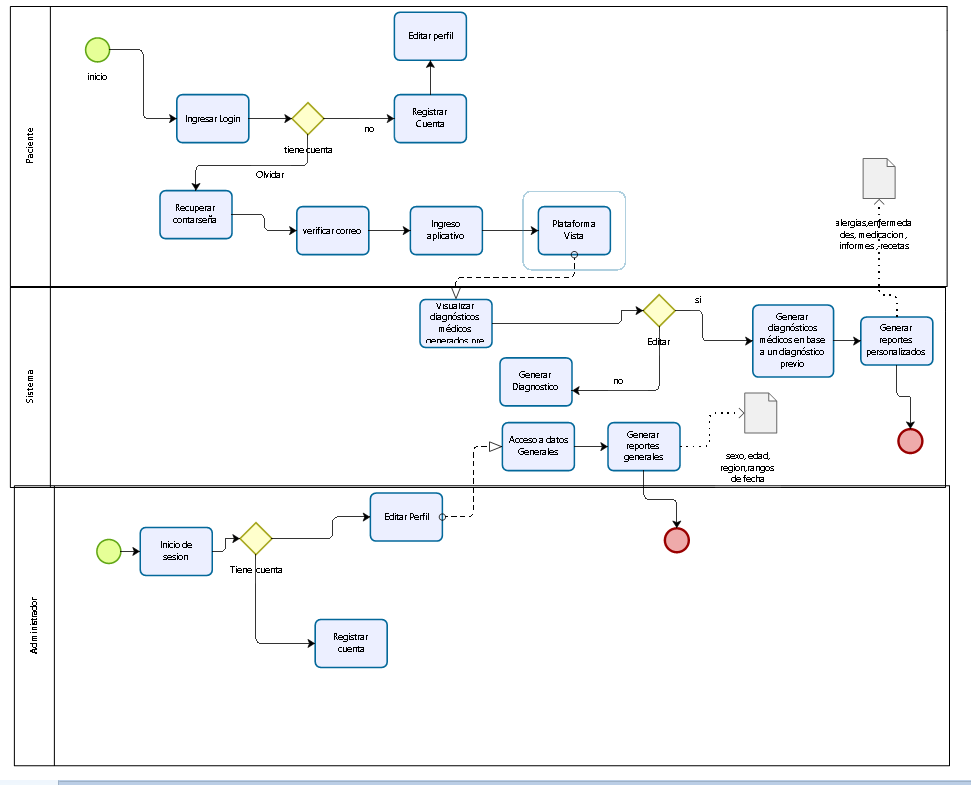 Paciente
inicio
Ingresar Login
tiene cuenta
no
Registrar
Cuenta
Editar perfil
Olvidar
Recuperar
contarseña
verificar correo
Ingreso
aplicativo
Plataforma
Vista
alergias,enfermeda
des, medicacion ,
informes ,recetas
Sistema
Visualizar
diagnósticos
médicos
generados pre
Editar
si
no
Generar
Diagnostico
Generar
diagnósticos
médicos en base
a un diagnóstico
previo
Generar
reportes
personalizados
Acceso a datos
Generales
Generar
reportes
generales
sexo, edad,
region,rangos
de fecha
Administrador
Inicio de
sesion
Tiene cuenta
Editar Perfil
Registrar
cuenta